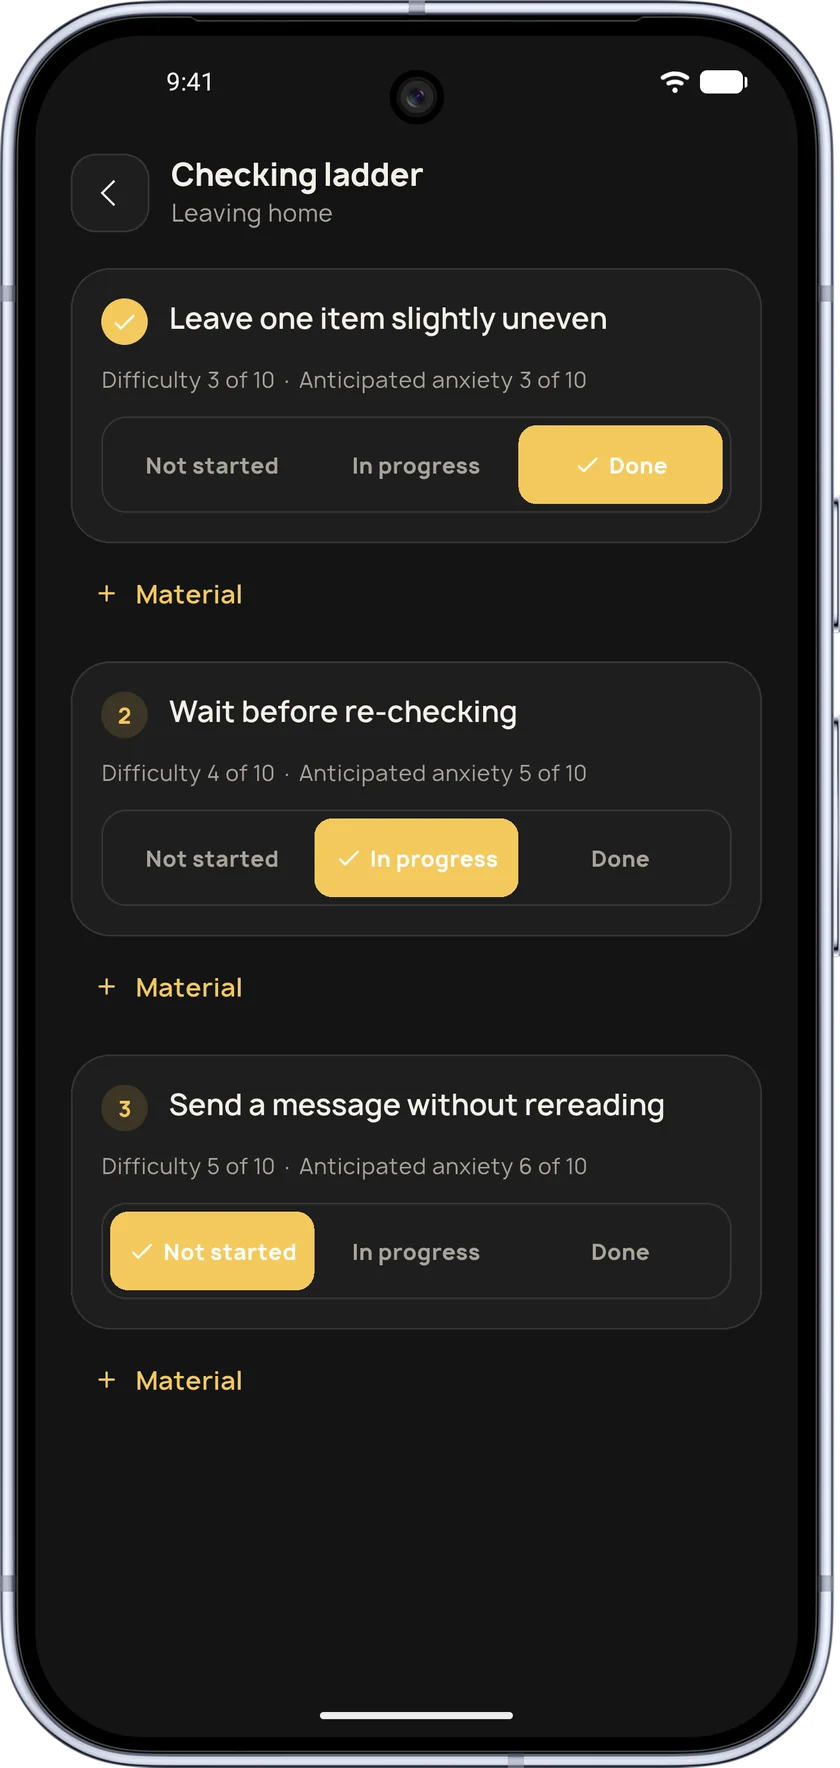 9:41
Checking ladder
Leaving home
Leave one item slightly uneven
Difficulty 3 of 10 · Anticipated anxiety 3 of 10
Not started In progress Done
+ Material
2 Wait before re-checking
Difficulty 4 of 10 · Anticipated anxiety 5 of 10
Not started In progress Done
+ Material
3 Send a message without rereading
Difficulty 5 of 10 · Anticipated anxiety 6 of 10
Not started In progress Done
+ Material